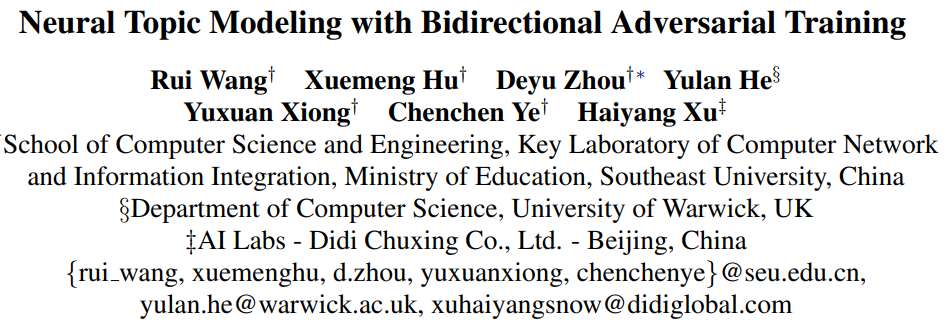 Neural Topic Modeling with Bidirectional Adversarial Training
Rui Wang† Xuemeng Hu† Deyu Zhou†* Yulan He§
Yuxuan Xiong† Chenchen Ye† Haiyang Xu‡
School of Computer Science and Engineering, Key Laboratory of Computer Network
and Information Integration, Ministry of Education, Southeast University, China
§Department of Computer Science, University of Warwick, UK
‡AI Labs - Didi Chuxing Co., Ltd. - Beijing, China
{rui_wang, xuemenghu, d.zhou, yuxuanxiong, chenchenye}@seu.edu.cn,
yulan.he@warwick.ac.uk, xuhaiyangsnow@didiglobal.com